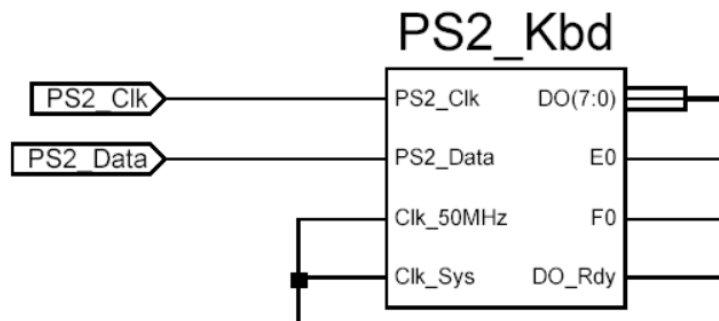 PS2_Kbd
PS2_Clk
PS2_Clk
DO(7:0)
PS2_Data
PS2_Data
E0
Clk_50MHz
F0
Clk_Sys
DO_Rdy